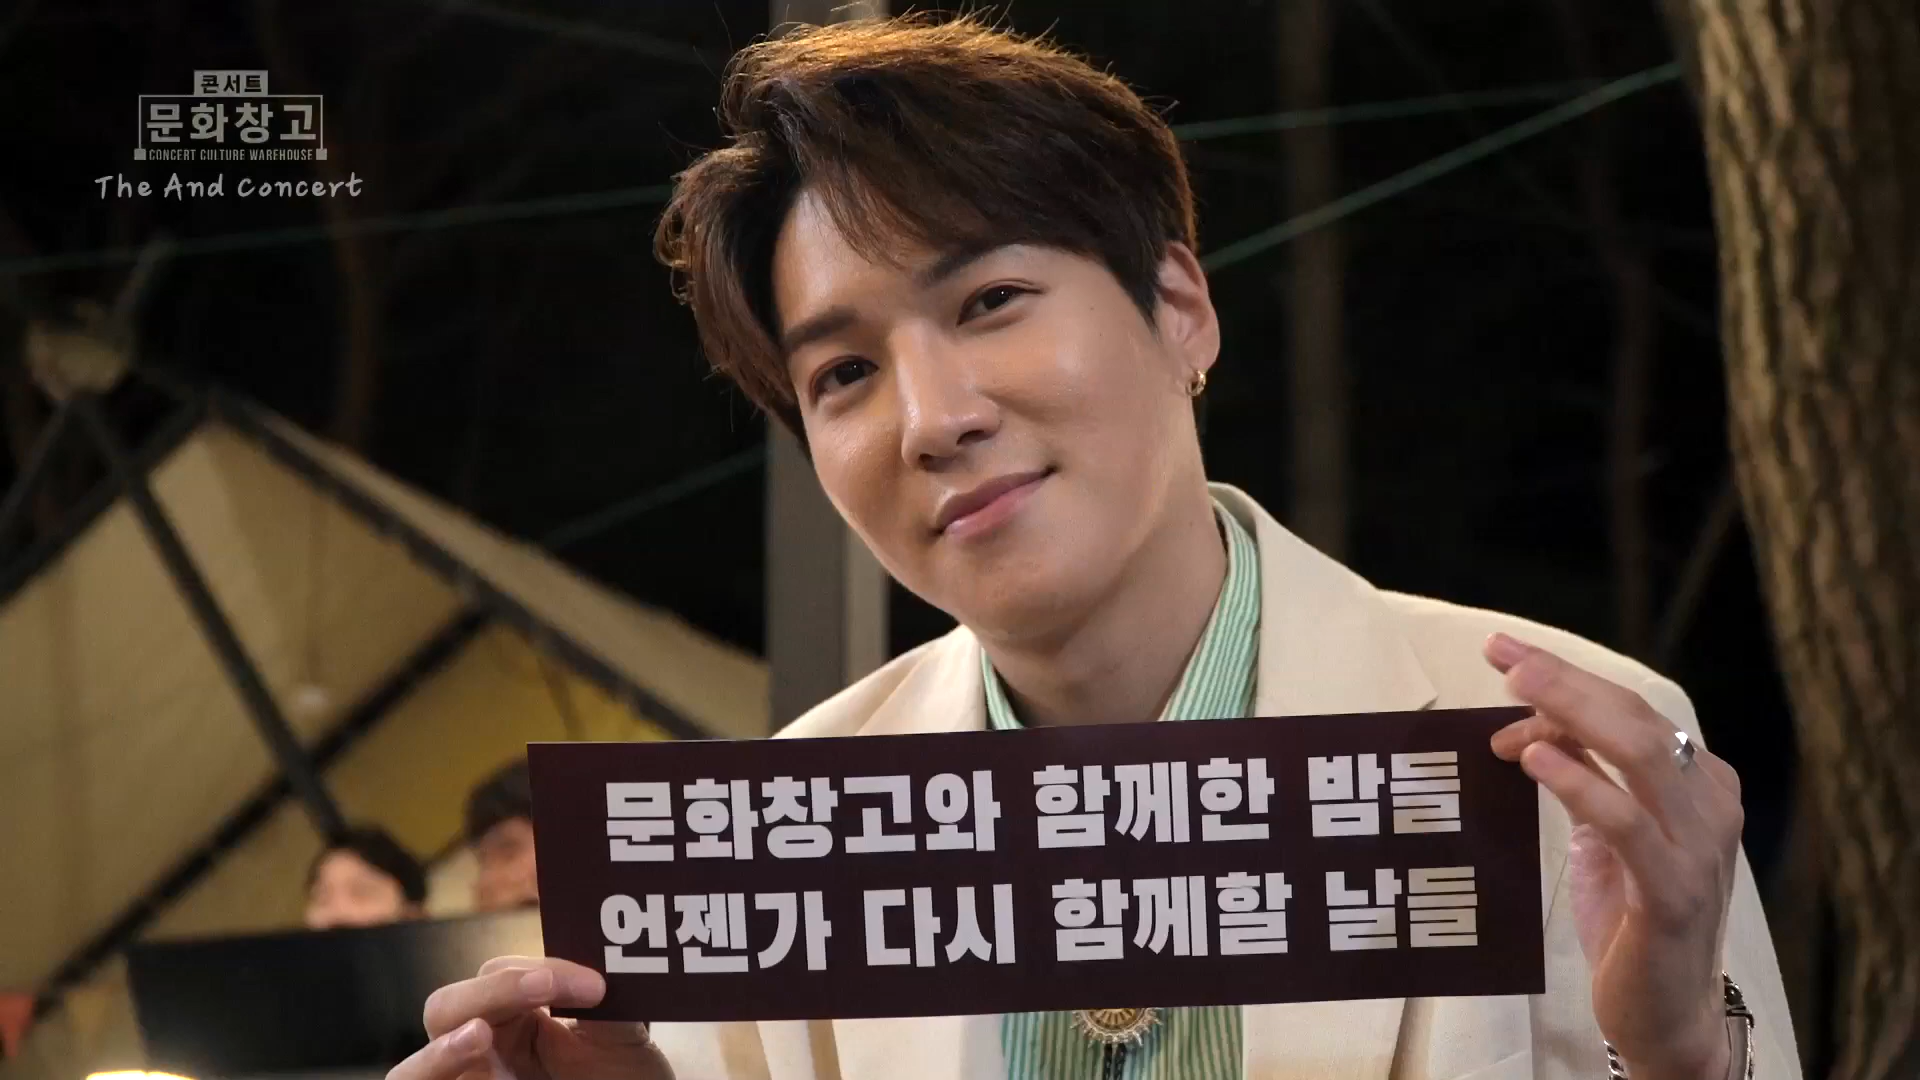 콘서트
문화창고
CONCERT CULTURE WAREHOUSE
The And Concert
문화창고와 함께한 밤들
언젠가 다시 함께할 날들